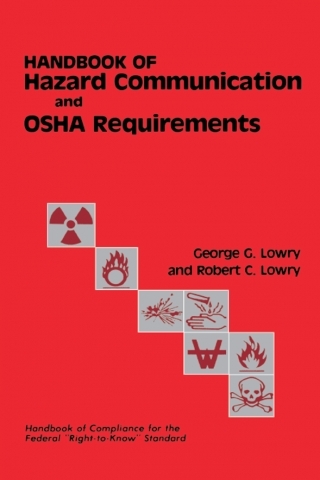 HANDBOOK OF
Hazard Communication
and
OSHA Requirements
George G. Lowry
and Robert C. Lowry
W
Handbook of Compliance for the
Federal "Right-to-Know" Standard